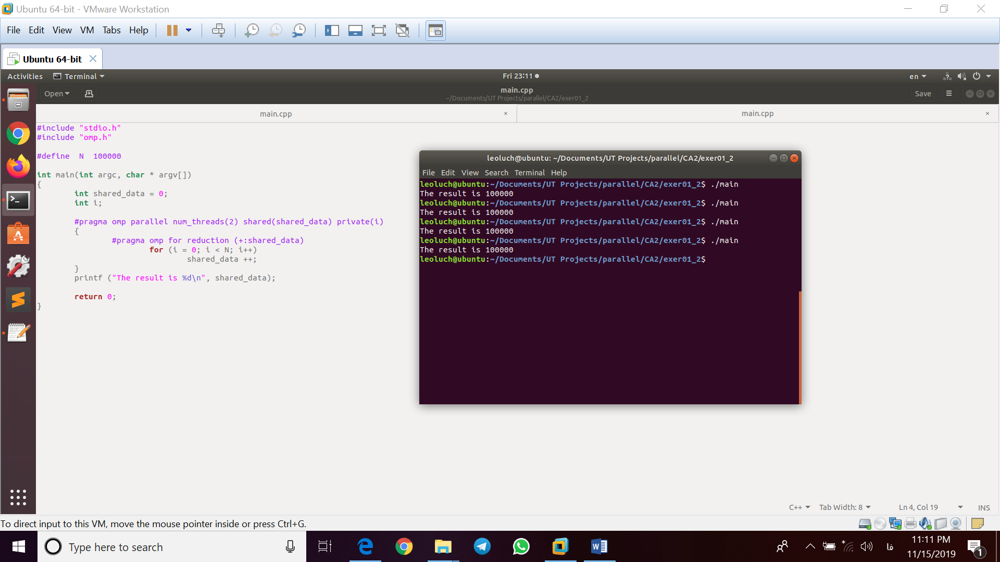 Ubuntu 64-bit - VMware Workstation
File Edit View VM Tabs Help
Ubuntu 64-bit
Activities Terminal Fri 23:11 en
Open main.cpp Save
~/Documents/UT Projects/parallel/CA2/exer01_2
main.cpp × main.cpp ×
#include "stdio.h"
#include "omp.h"
#define  N  100000
int main(int argc, char * argv[])
{
int shared_data = 0;
int i;
#pragma omp parallel num_threads(2) shared(shared_data) private(i)
{
#pragma omp for reduction (+:shared_data)
for (i = 0; i < N; i++)
shared_data ++;
}
printf ("The result is %d\n", shared_data);
return 0;
}
leoluch@ubuntu: ~/Documents/UT Projects/parallel/CA2/exer01_2
File Edit View Search Terminal Help
leoluch@ubuntu:~/Documents/UT Projects/parallel/CA2/exer01_2$ ./main
The result is 100000
leoluch@ubuntu:~/Documents/UT Projects/parallel/CA2/exer01_2$ ./main
The result is 100000
leoluch@ubuntu:~/Documents/UT Projects/parallel/CA2/exer01_2$ ./main
The result is 100000
leoluch@ubuntu:~/Documents/UT Projects/parallel/CA2/exer01_2$ ./main
The result is 100000
leoluch@ubuntu:~/Documents/UT Projects/parallel/CA2/exer01_2$
C++ Tab Width: 8 Ln 4, Col 19 INS
To direct input to this VM, move the mouse pointer inside or press Ctrl+G.
Type here to search
فا
11:11 PM
11/15/2019
1